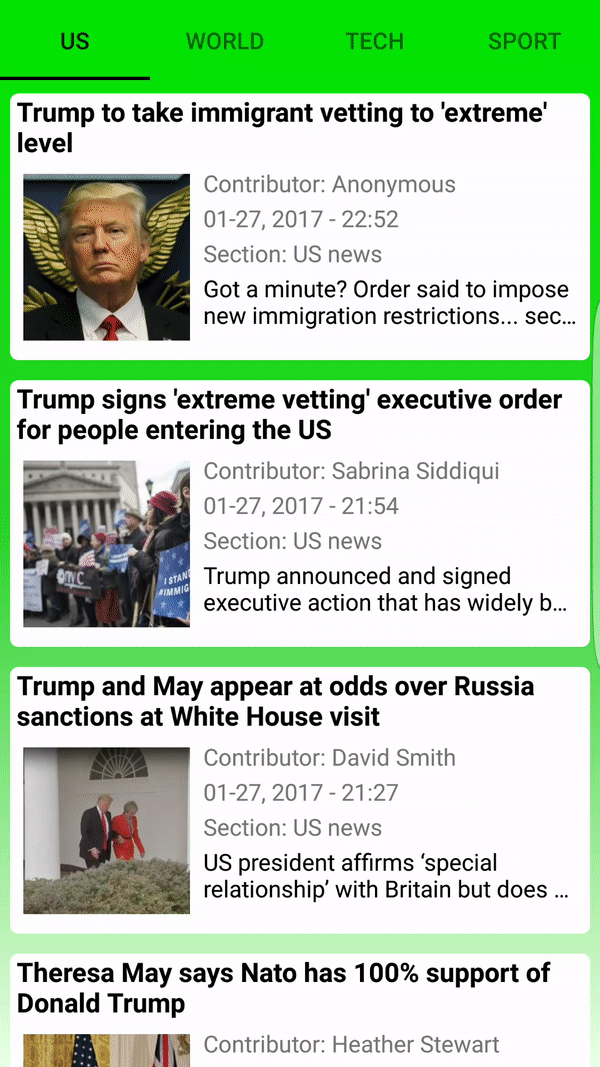 US WORLD TECH SPORT
Trump to take immigrant vetting to 'extreme'
level
Contributor: Anonymous
01-27, 2017 - 22:52
Section: US news
Got a minute? Order said to impose
new immigration restrictions... sec...
Trump signs 'extreme vetting' executive order
for people entering the US
Contributor: Sabrina Siddiqui
01-27, 2017 - 21:54
Section: US news
Trump announced and signed
executive action that has widely b...
I STAN
#IMMIG
Trump and May appear at odds over Russia
sanctions at White House visit
Contributor: David Smith
01-27, 2017 - 21:27
Section: US news
US president affirms ‘special
relationship’ with Britain but does ...
Theresa May says Nato has 100% support of
Donald Trump
Contributor: Heather Stewart